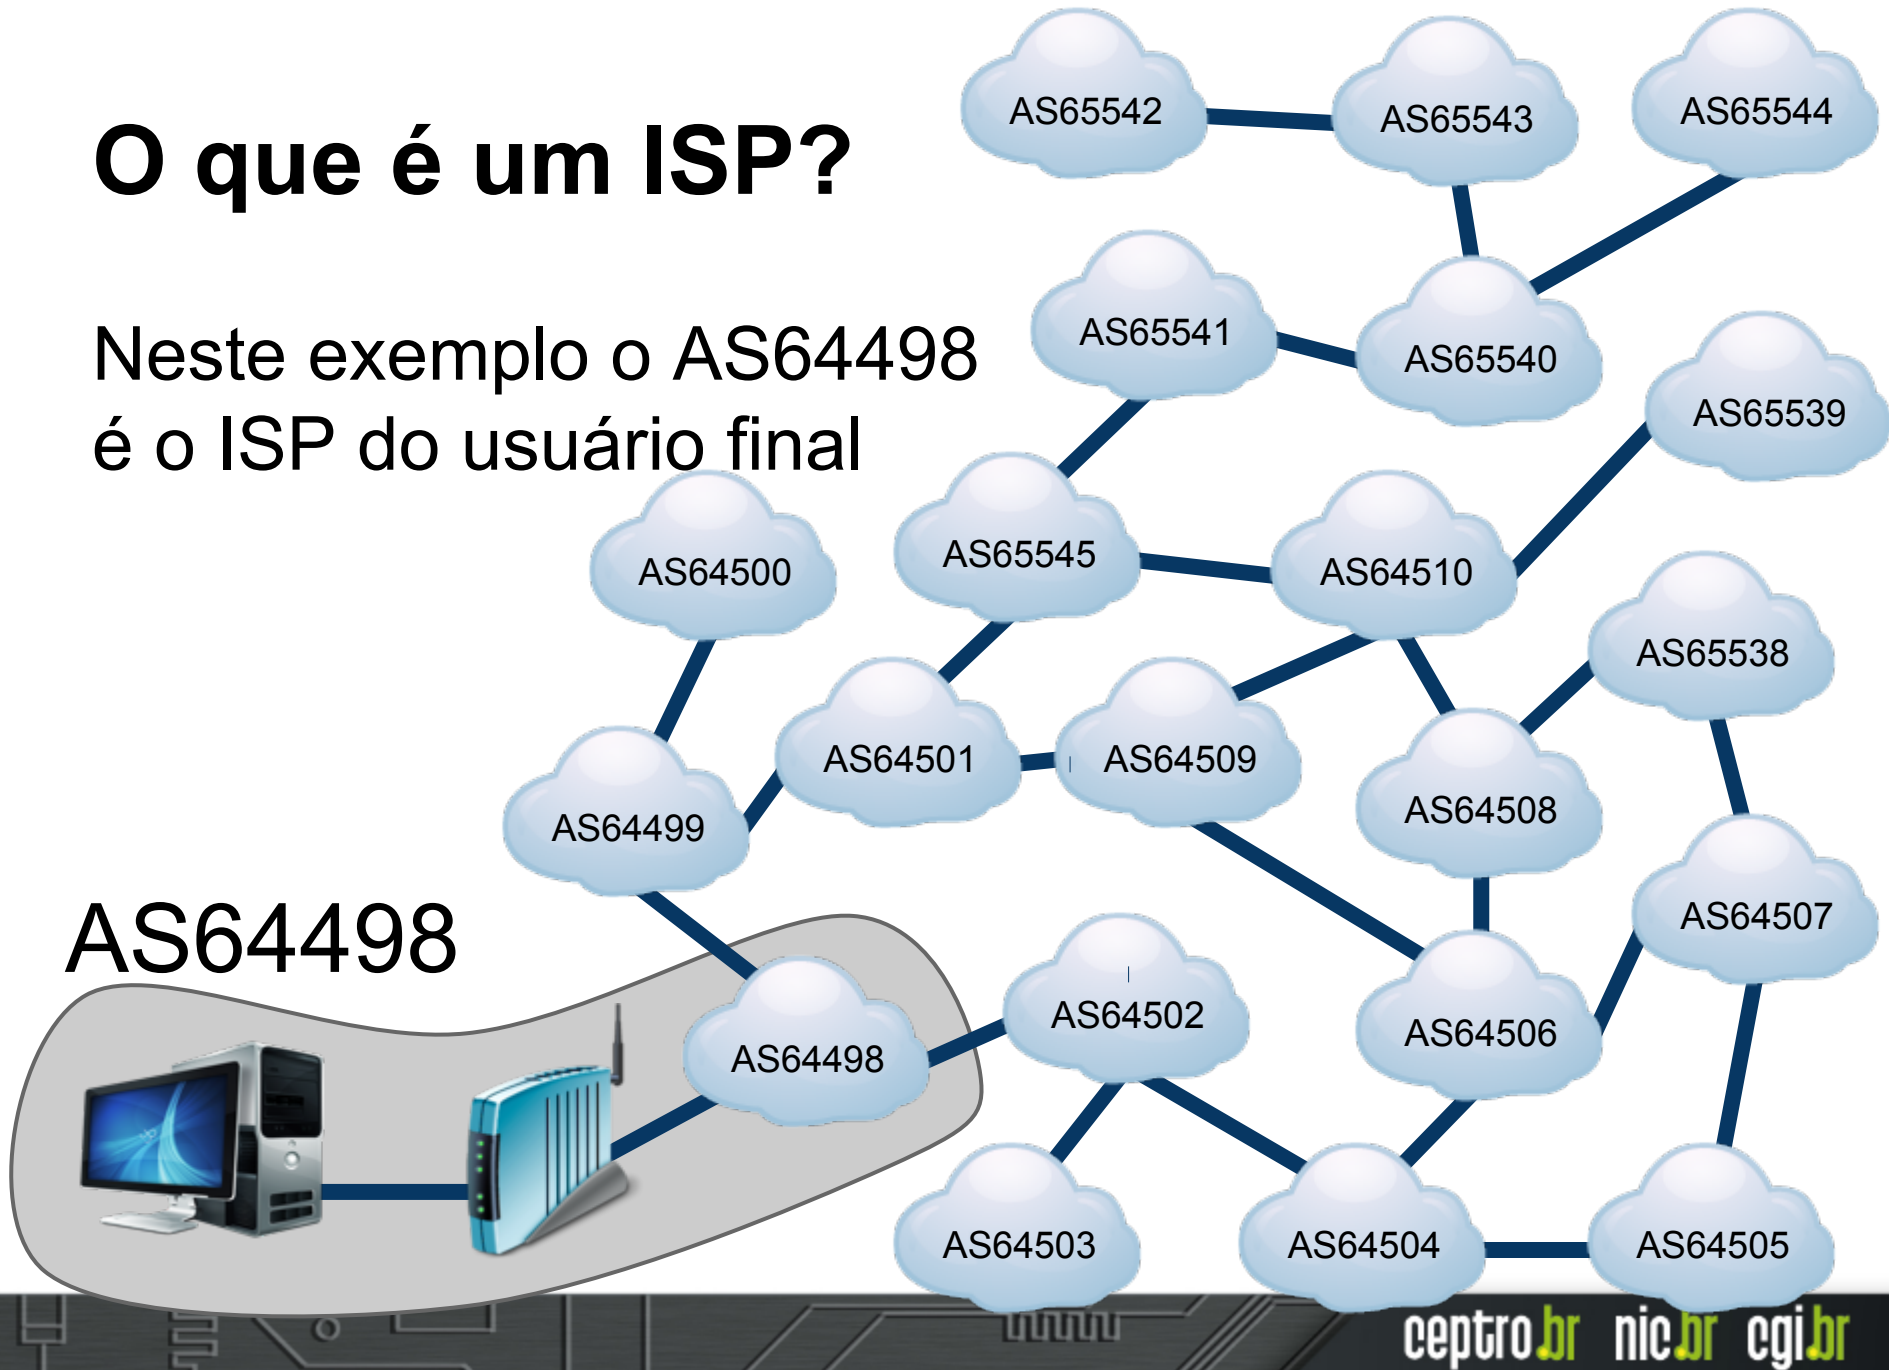 O que é um ISP?
Neste exemplo o AS64498
é o ISP do usuário final
AS65542
AS65543
AS65544
AS65541
AS65540
AS65539
AS64500
AS65545
AS64510
AS65538
AS64501
AS64509
AS64508
AS64499
AS64507
AS64498
AS64502
AS64506
AS64498
AS64503
AS64504
AS64505
ceptro.br nic.br cgi.br